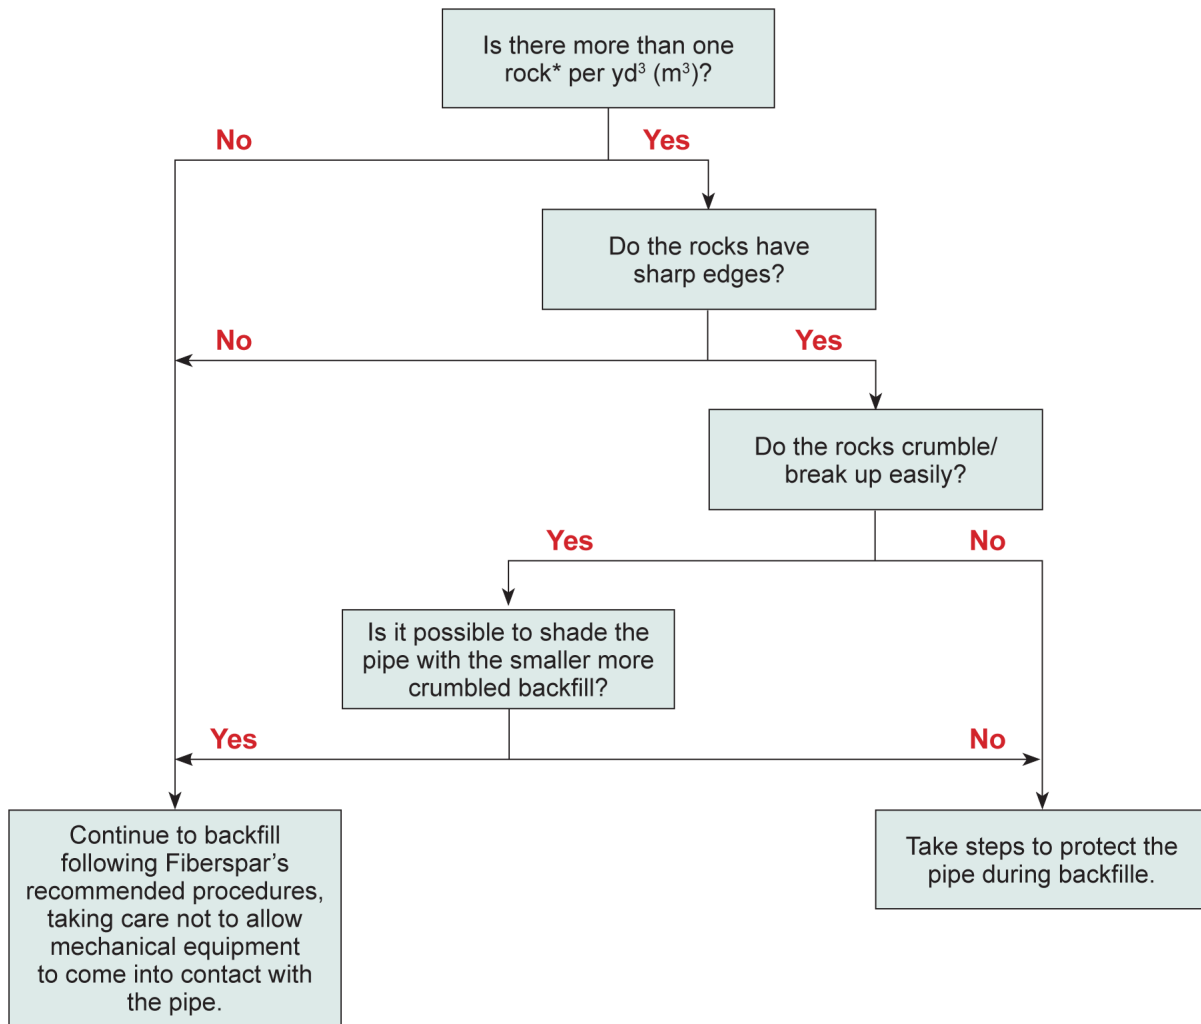 Is there more than one
rock* per yd³ (m³)?
No
Yes
Do the rocks have
sharp edges?
No
Yes
Do the rocks crumble/
break up easily?
Yes
No
Is it possible to shade the
pipe with the smaller more
crumbled backfill?
Yes
No
Continue to backfill
following Fiberspar’s
recommended procedures,
taking care not to allow
mechanical equipment
to come into contact with
the pipe.
Take steps to protect the
pipe during backfille.